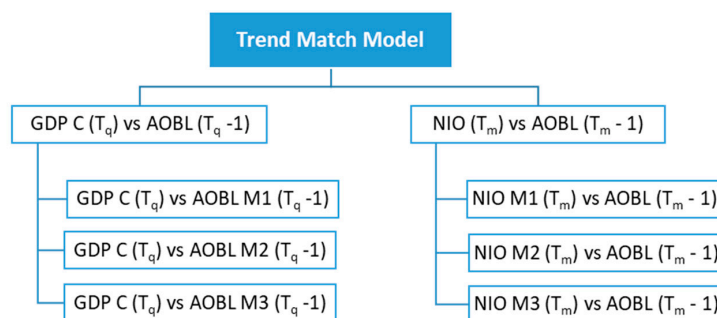 Trend Match Model
GDP C (Tq) vs AOBL (Tq -1)
NIO (Tm) vs AOBL (Tm - 1)
GDP C (Tq) vs AOBL M1 (Tq -1)
NIO M1 (Tm) vs AOBL (Tm - 1)
GDP C (Tq) vs AOBL M2 (Tq -1)
NIO M2 (Tm) vs AOBL (Tm - 1)
GDP C (Tq) vs AOBL M3 (Tq -1)
NIO M3 (Tm) vs AOBL (Tm - 1)